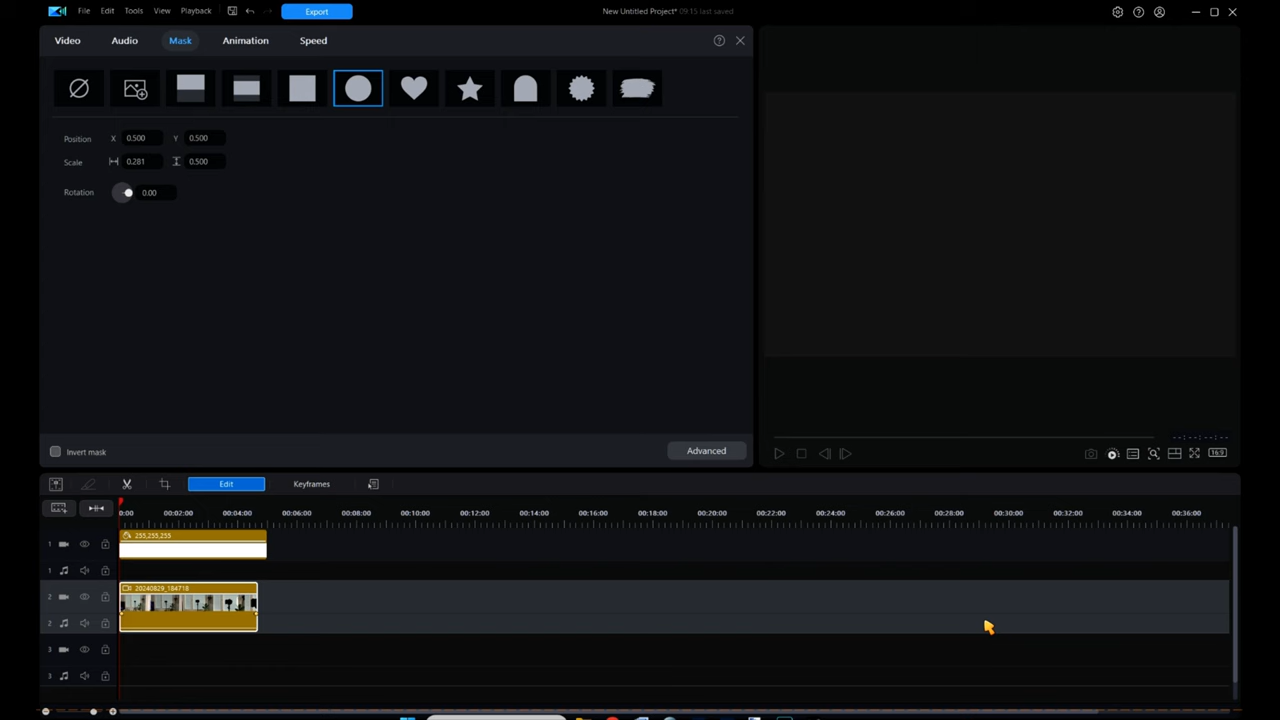 File Edit Tools View Playback Export New Untitled Project* 09:15 last saved
Video Audio Mask Animation Speed
Position X 0.500 Y 0.500
Scale 0.281 0.500
Rotation 0.00
Invert mask Advanced
--:--:--:--
16:9
Edit Keyframes
0:00 00:02:00 00:04:00 00:06:00 00:08:00 00:10:00 00:12:00 00:14:00 00:16:00 00:18:00 00:20:00 00:22:00 00:24:00 00:26:00 00:28:00 00:30:00 00:32:00 00:34:00 00:36:00
1 255,255,255
1
2 20240829_184718
2
3
3